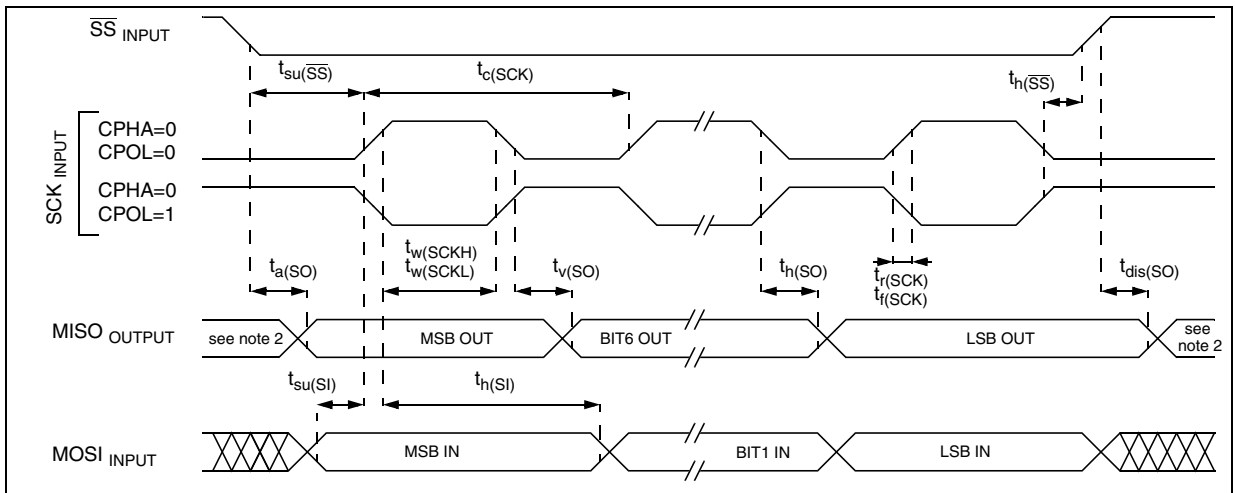 SS INPUT
tsu(SS)
tc(SCK)
th(SS)
SCK INPUT
CPHA=0
CPOL=0
CPHA=0
CPOL=1
tw(SCKH)
tw(SCKL)
ta(SO)
tv(SO)
th(SO)
tr(SCK)
tf(SCK)
tdis(SO)
MISO OUTPUT
see note 2
MSB OUT
BIT6 OUT
LSB OUT
see
note 2
tsu(SI)
th(SI)
MOSI INPUT
MSB IN
BIT1 IN
LSB IN